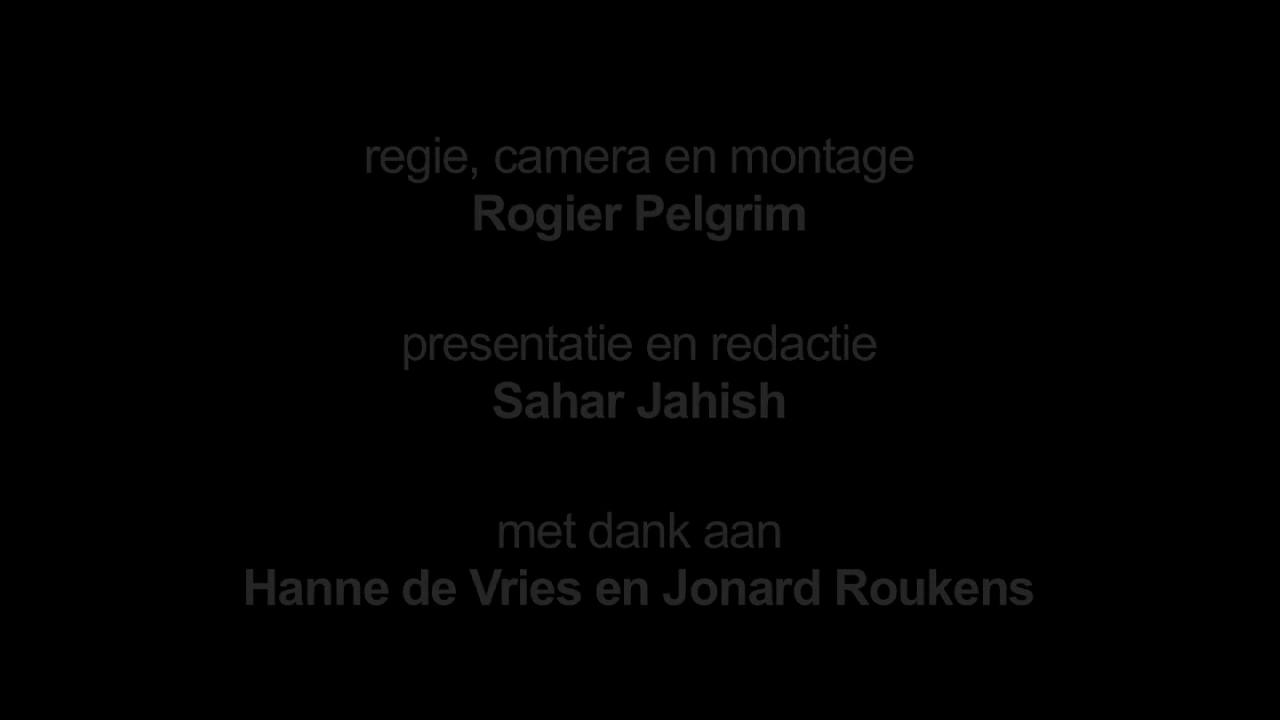 regie, camera en montage
Rogier Pelgrim
presentatie en redactie
Sahar Jahish
met dank aan
Hanne de Vries en Jonard Roukens